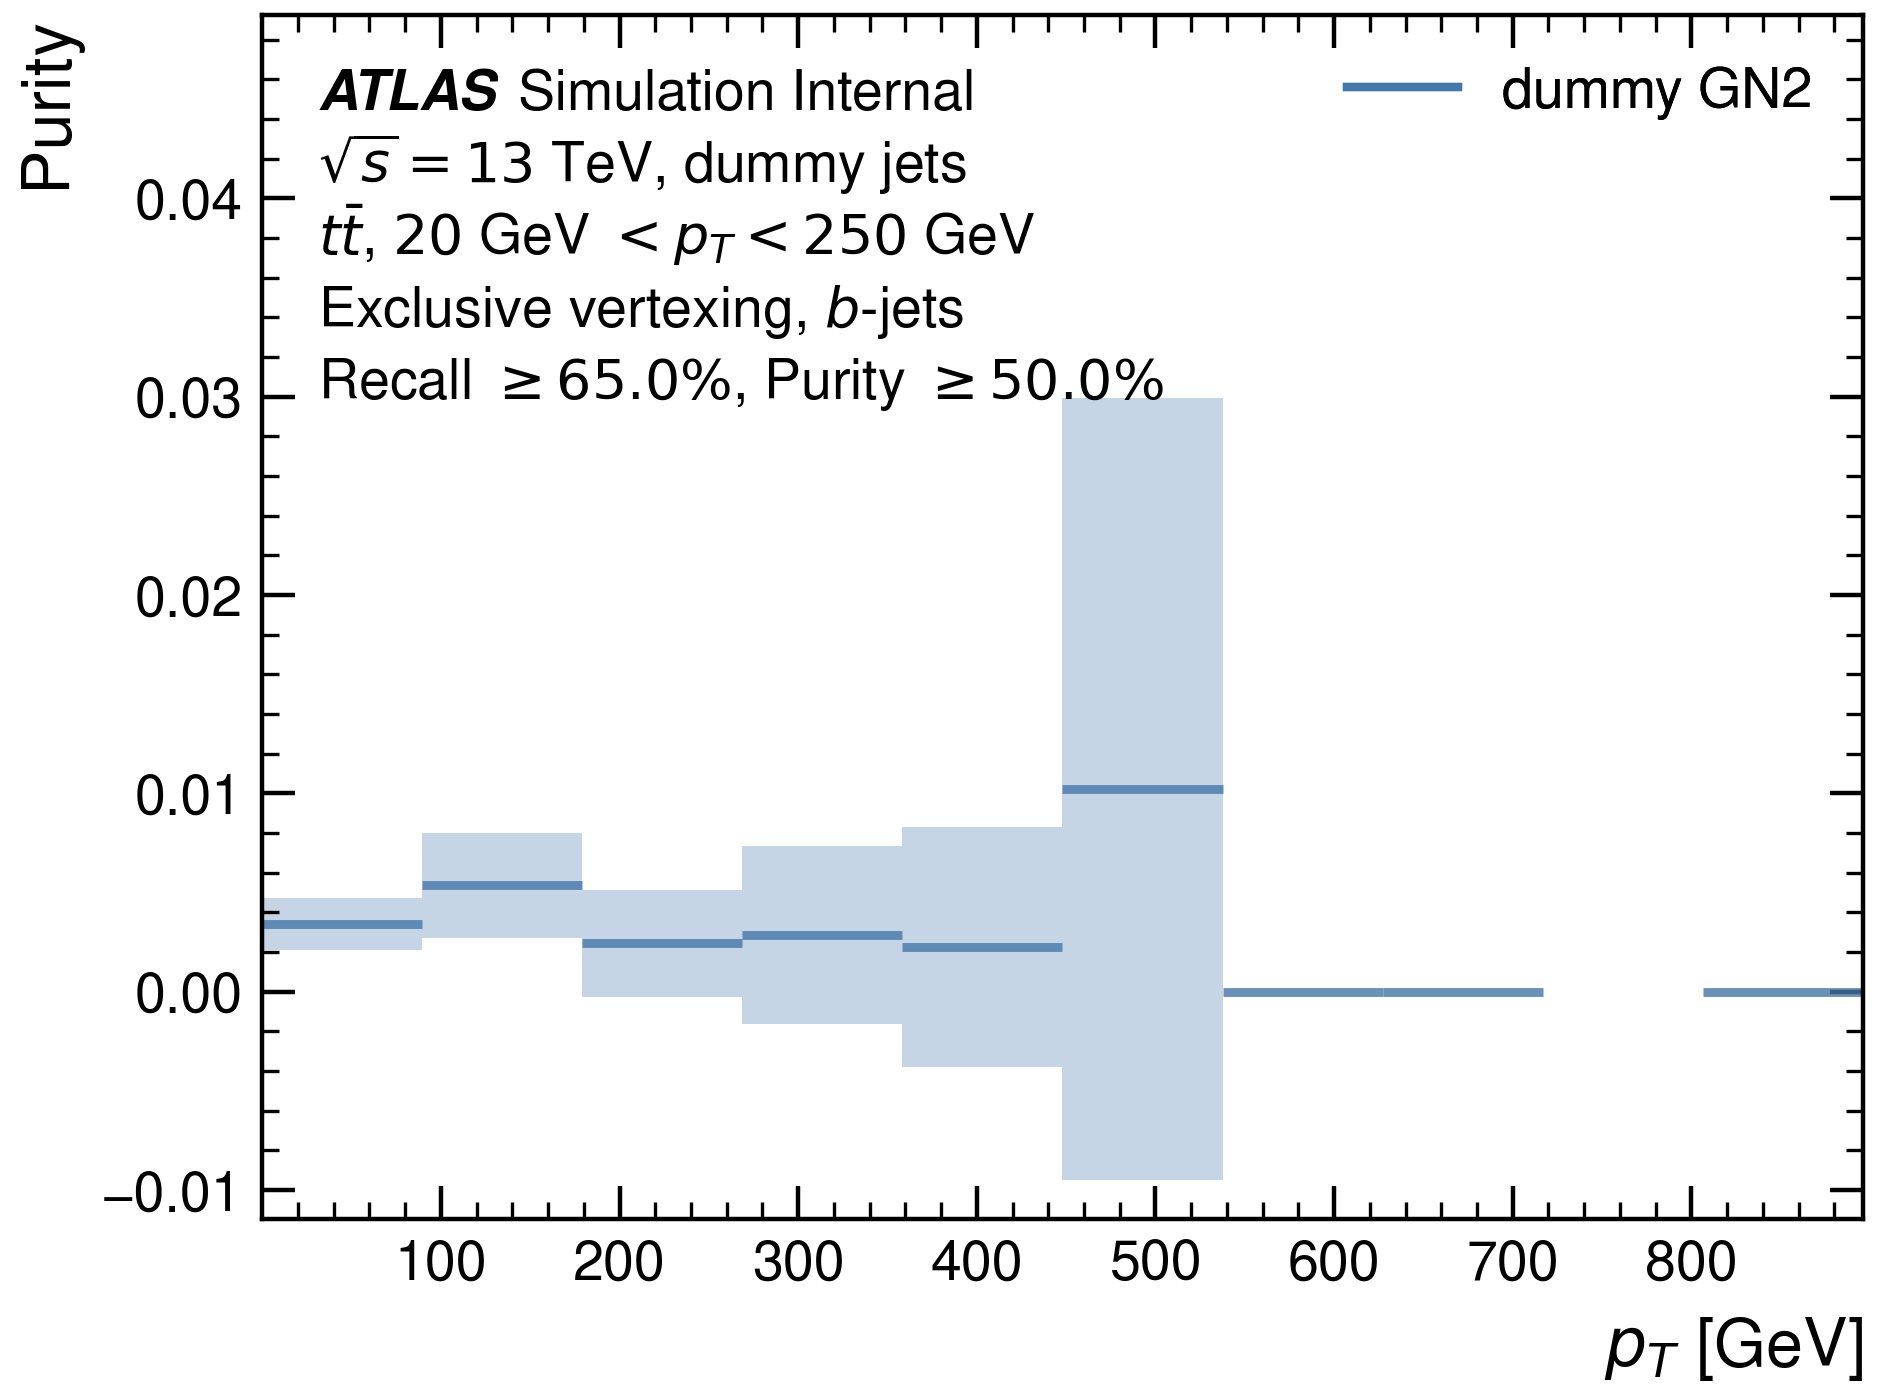 Purity
ATLAS Simulation Internal
√s = 13 TeV, dummy jets
tt̄, 20 GeV < p_T < 250 GeV
Exclusive vertexing, b-jets
Recall ≥ 65.0%, Purity ≥ 50.0%
dummy GN2
0.04
0.03
0.02
0.01
0.00
−0.01
100 200 300 400 500 600 700 800
p_T [GeV]